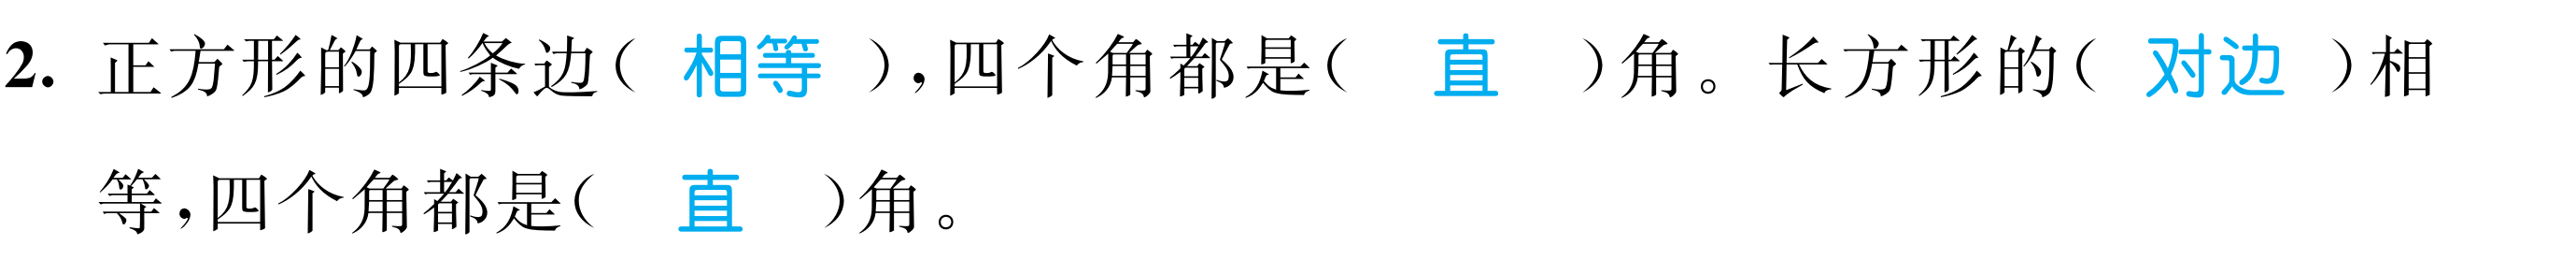 2. 正方形的四条边( 相等 ),四个角都是( 直 )角。长方形的( 对边 )相
等,四个角都是( 直 )角。